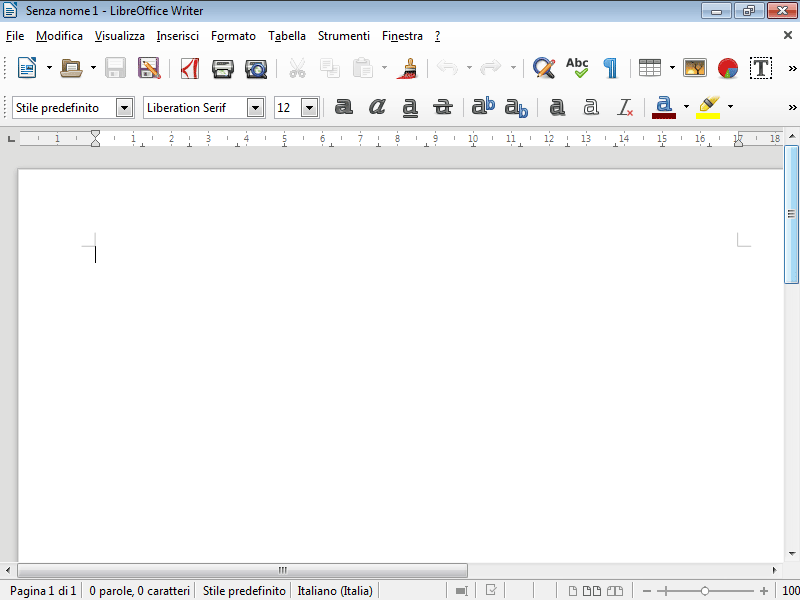 Senza nome 1 - LibreOffice Writer
File Modifica Visualizza Inserisci Formato Tabella Strumenti Finestra ?
Abc T
Stile predefinito Liberation Serif 12 a a a a ab ab a a I a
1 1 2 3 4 5 6 7 8 9 10 11 12 13 14 15 16 17 18
Pagina 1 di 1 0 parole, 0 caratteri Stile predefinito Italiano (Italia) 100